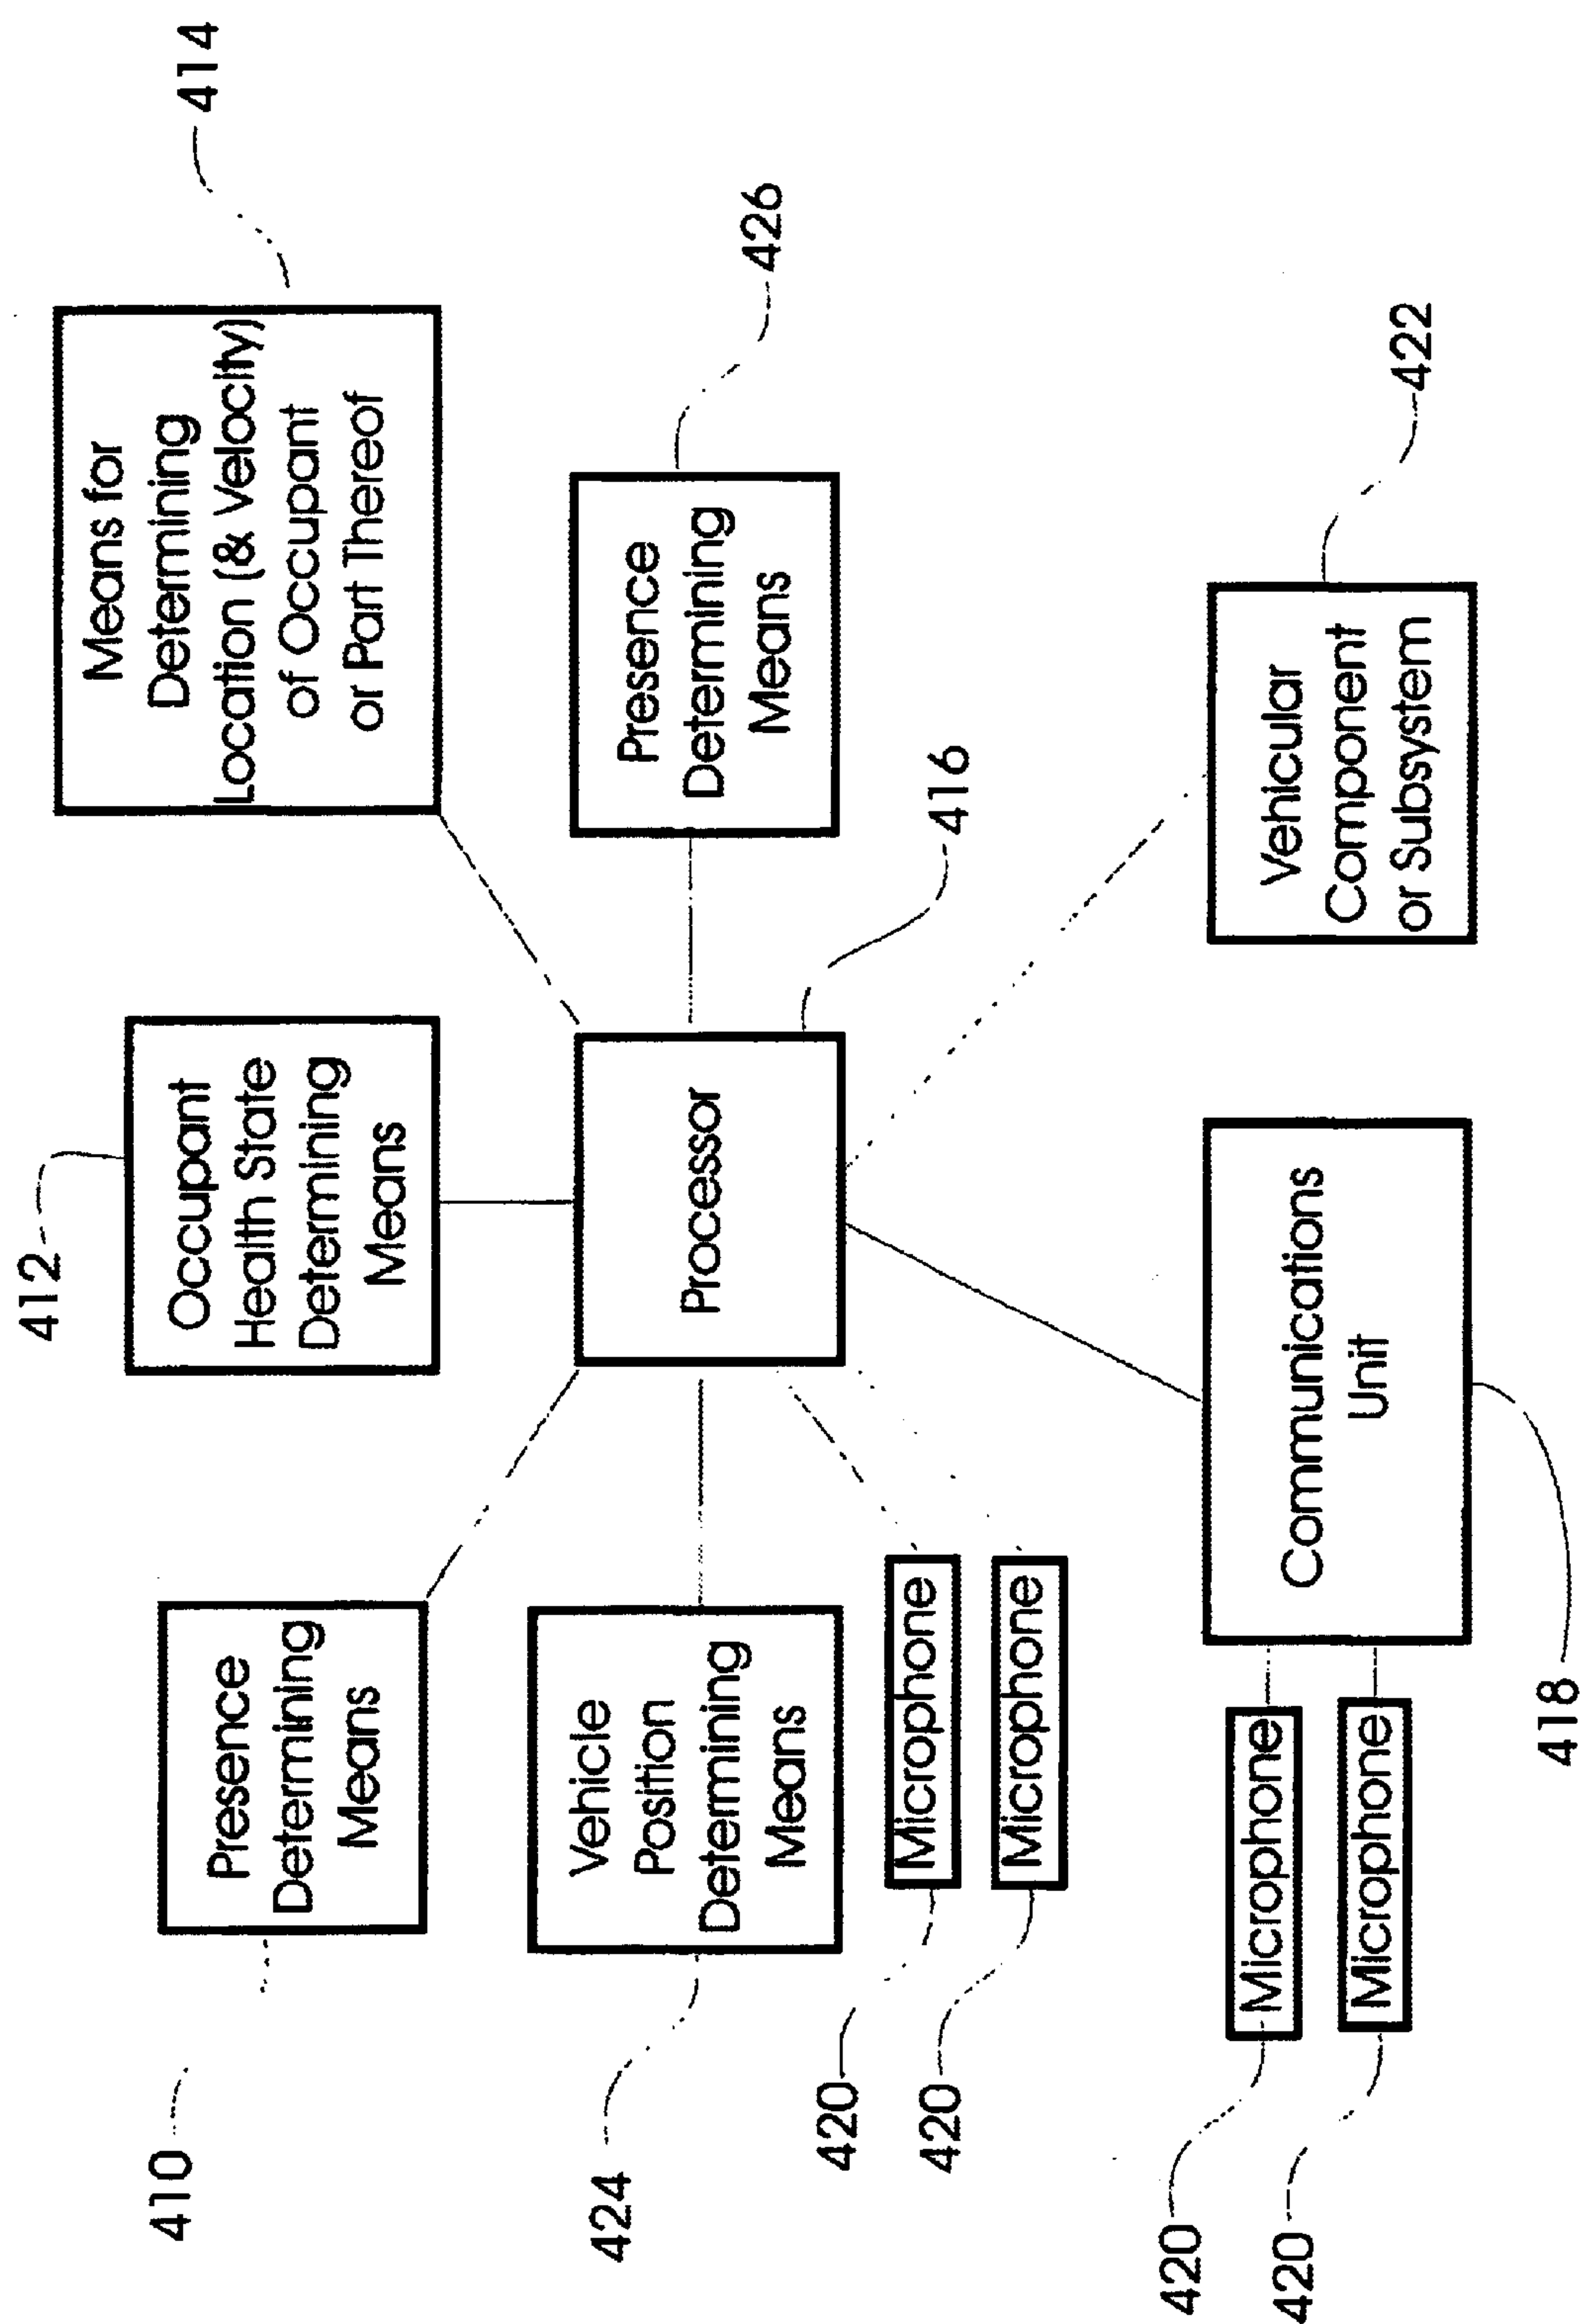 412
414
Means for
Determining
Location (& Velocity)
of Occupant
or Part Thereof
Occupant
Health State
Determining
Means
410
Presence
Determining
Means
426
Presence
Determining
Means
Processor
416
424
Vehicle
Position
Determining
Means
420
Microphone
420
Microphone
422
Vehicular
Component
or Subsystem
Communications
Unit
420
Microphone
420
Microphone
418